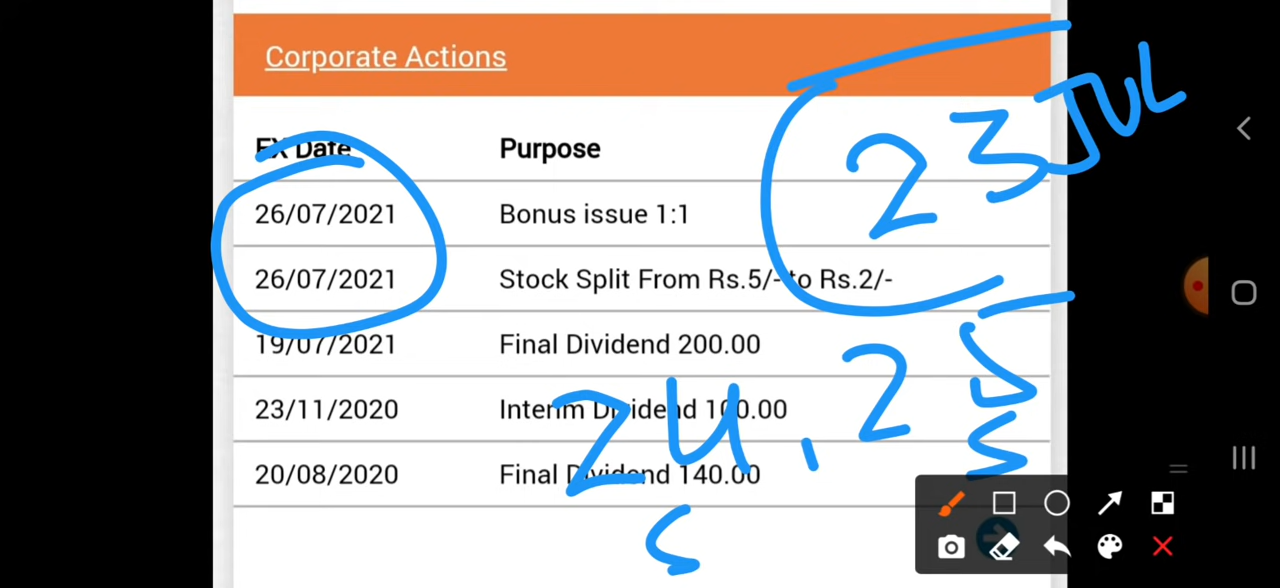 Corporate Actions
EX Date Purpose
23 JUL
26/07/2021 Bonus issue 1:1
26/07/2021 Stock Split From Rs.5/- to Rs.2/-
19/07/2021 Final Dividend 200.00
23/11/2020 Interim Dividend 100.00
20/08/2020 Final Dividend 140.00
24, 25
S S